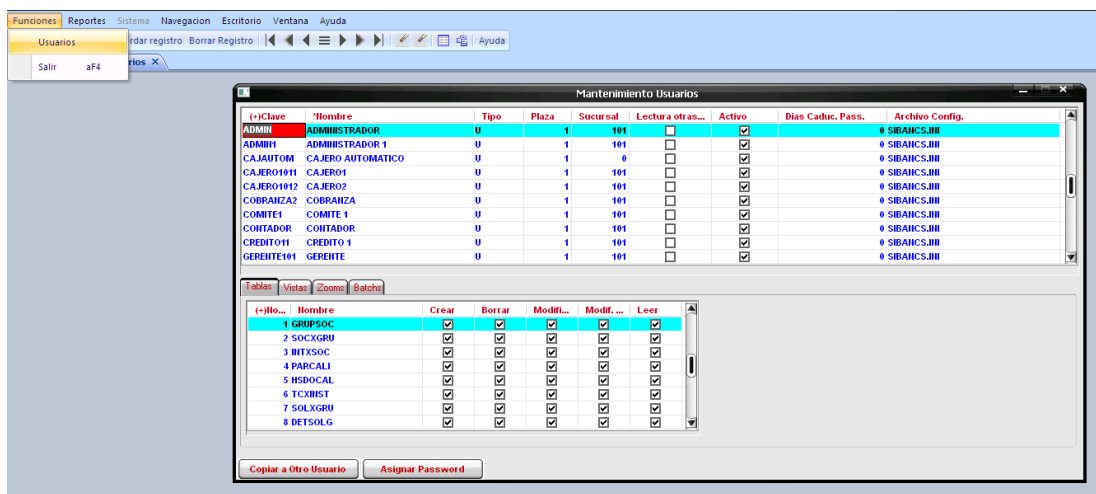 Funciones Reportes Sistema Navegacion Escritorio Ventana Ayuda
Usuarios
rdar registro Borrar Registro Ayuda
Salir aF4
rios X
Mantenimiento Usuarios
(+)Clave 'Nombre Tipo Plaza Sucursal Lectura otras... Activo Dias Caduc. Pass. Archivo Config.
ADMIN ADMINISTRADOR U 1 101 0 SIBANCS.INI
ADMIN1 ADMINISTRADOR 1 U 1 101 0 SIBANCS.INI
CAJAUTOM CAJERO AUTOMATICO U 1 0 0 SIBANCS.INI
CAJERO1011 CAJERO1 U 1 101 0 SIBANCS.INI
CAJERO1012 CAJERO2 U 1 101 0 SIBANCS.INI
COBRANZA2 COBRANZA U 1 101 0 SIBANCS.INI
COMITE1 COMITE 1 U 1 101 0 SIBANCS.INI
CONTADOR CONTADOR U 1 101 0 SIBANCS.INI
CREDITO11 CREDITO 1 U 1 101 0 SIBANCS.INI
GERENTE101 GERENTE U 1 101 0 SIBANCS.INI
Tablas Vistas Zooms Batchs
(+)No... Nombre Crear Borrar Modifi... Modif. ... Leer
1 GRUPSOC
2 SOCXGRU
3 INTXSOC
4 PARCALI
5 HSDOCAL
6 TCXINST
7 SOLXGRU
8 DETSOLG
Copiar a Otro Usuario Asignar Password